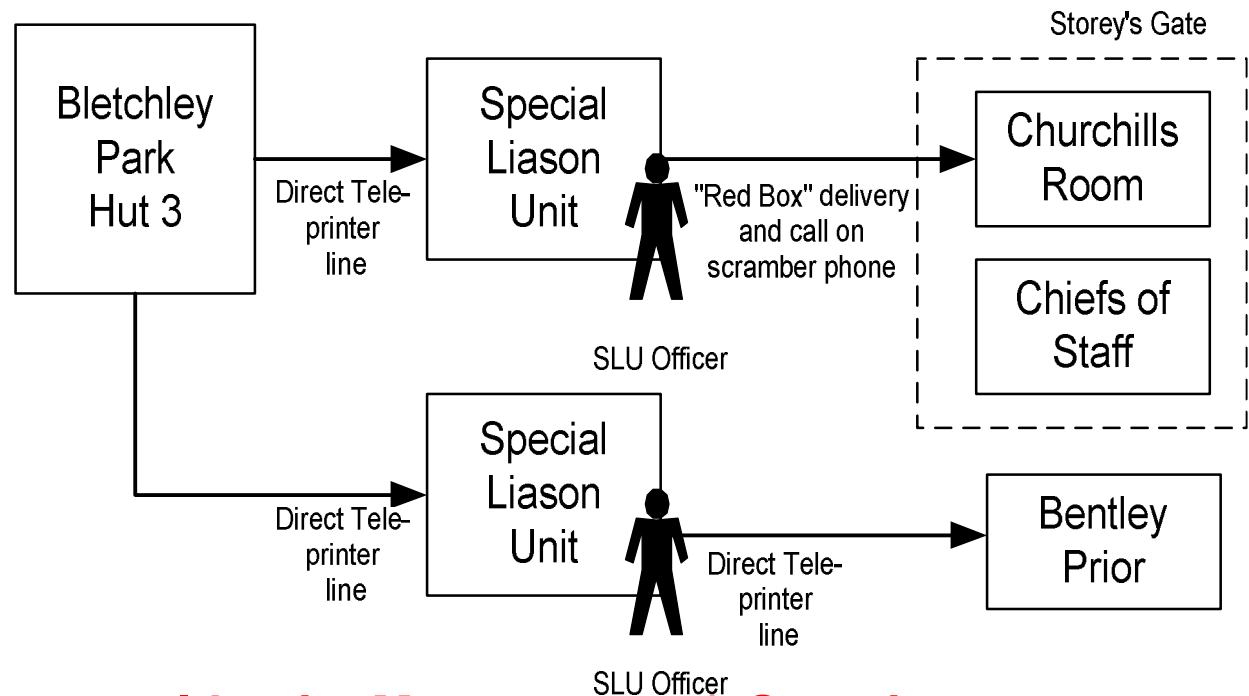 Storey's Gate
Bletchley
Park
Hut 3
Direct Tele-
printer
line
Special
Liason
Unit
SLU Officer
"Red Box" delivery
and call on
scramber phone
Churchills
Room
Chiefs of
Staff
Direct Tele-
printer
line
Special
Liason
Unit
SLU Officer
Direct Tele-
printer
line
Bentley
Prior